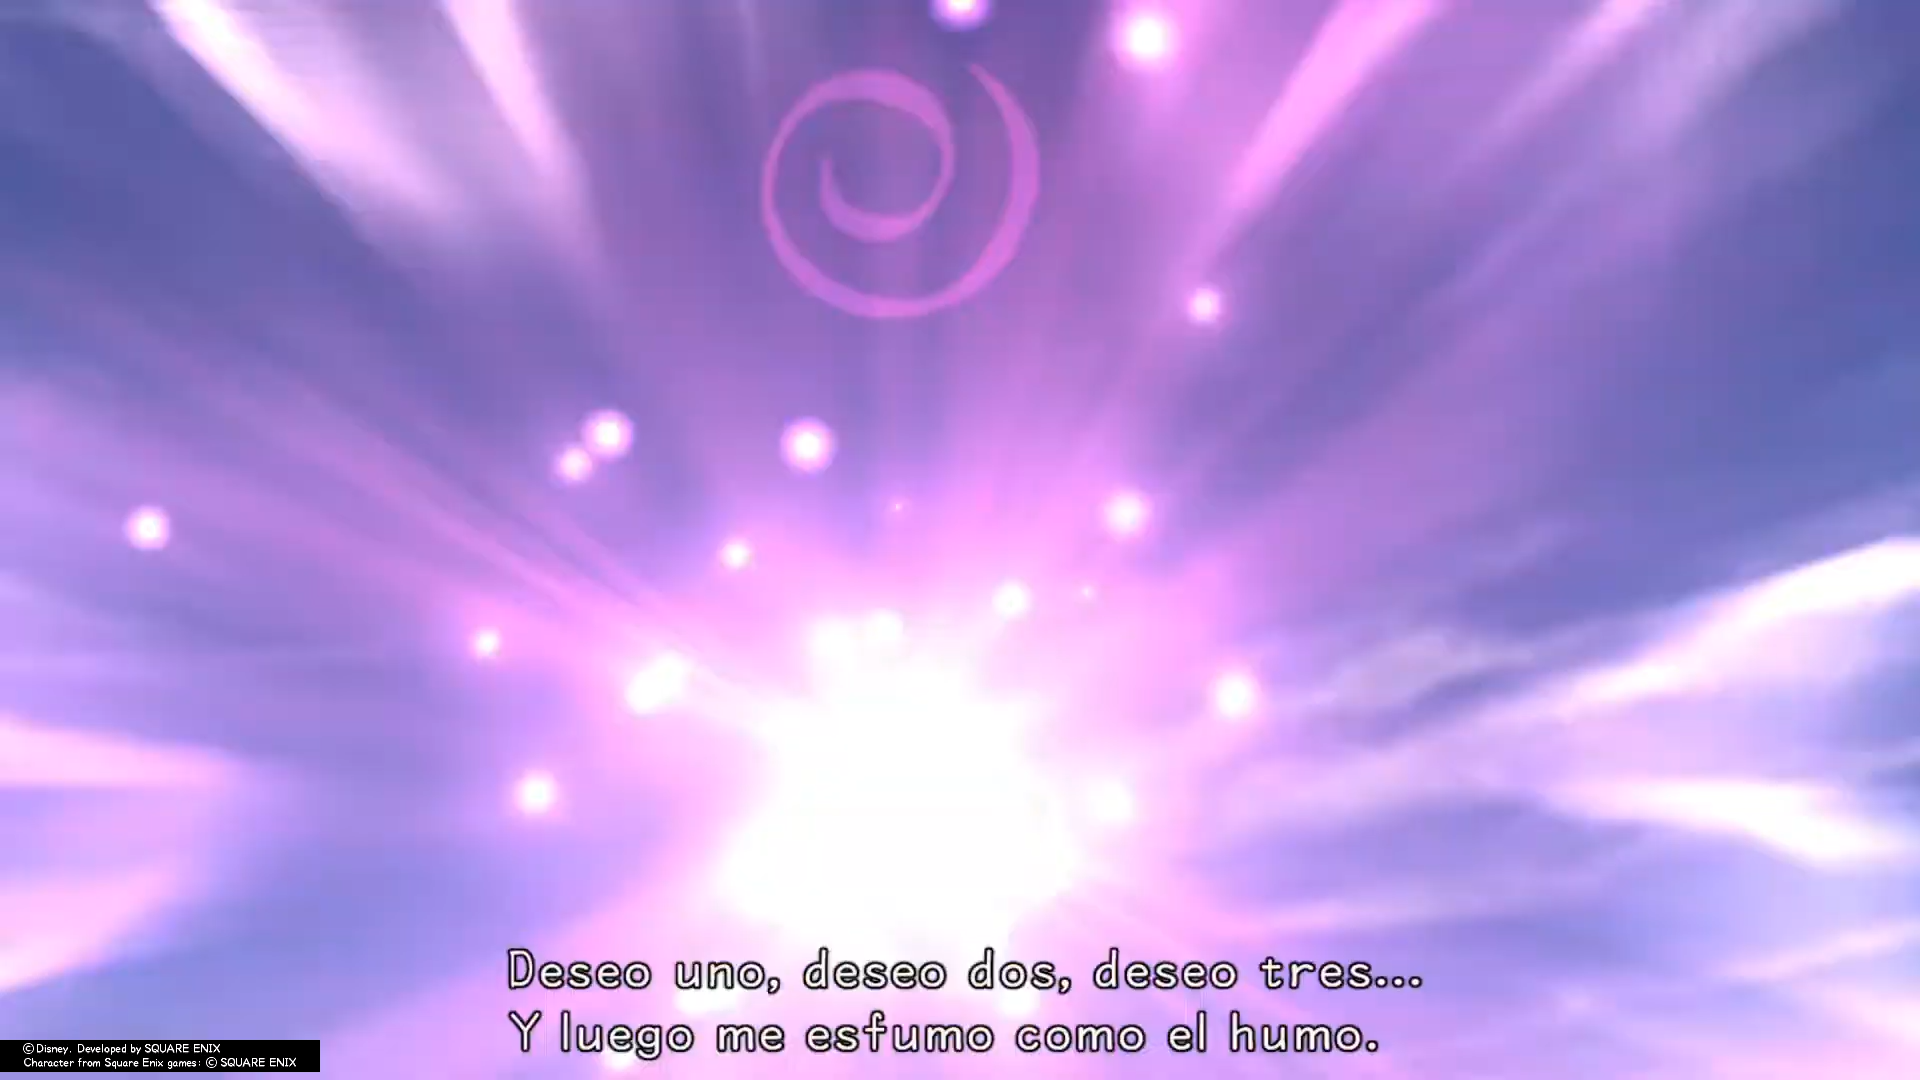 Deseo uno, deseo dos, deseo tres...
Y luego me esfumo como el humo.
©Disney. Developed by SQUARE ENIX
Character from Square Enix games: © SQUARE ENIX